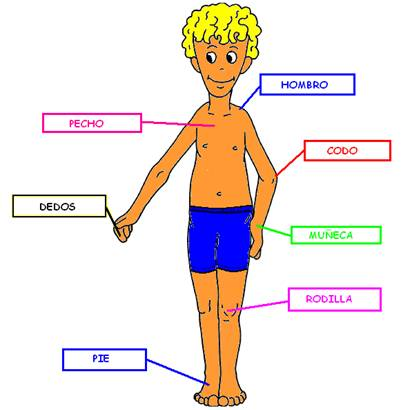 HOMBRO
PECHO
CODO
DEDOS
MUÑECA
RODILLA
PIE